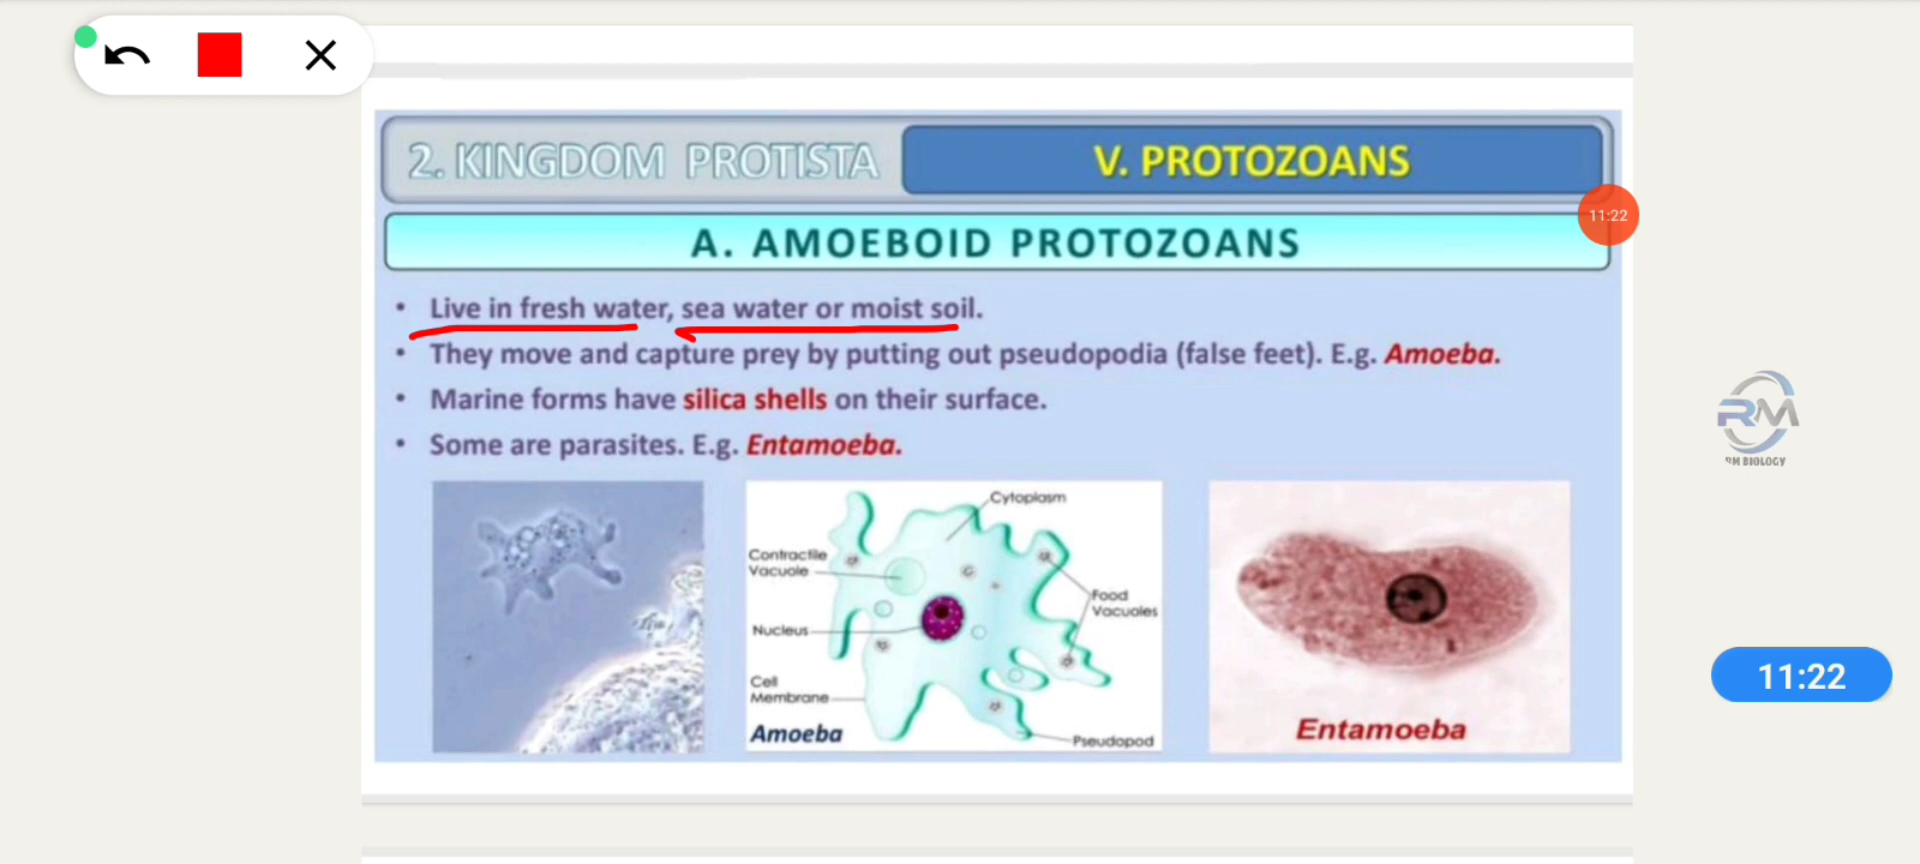 2. KINGDOM PROTISTA
V. PROTOZOANS
11:22
A. AMOEBOID PROTOZOANS
• Live in fresh water, sea water or moist soil.
• They move and capture prey by putting out pseudopodia (false feet). E.g. Amoeba.
• Marine forms have silica shells on their surface.
• Some are parasites. E.g. Entamoeba.
RM
RM BIOLOGY
Cytoplasm
Contractile
Vacuole
Food
Vacuoles
Nucleus
Cell
Membrane
Amoeba
Pseudopod
Entamoeba
11:22